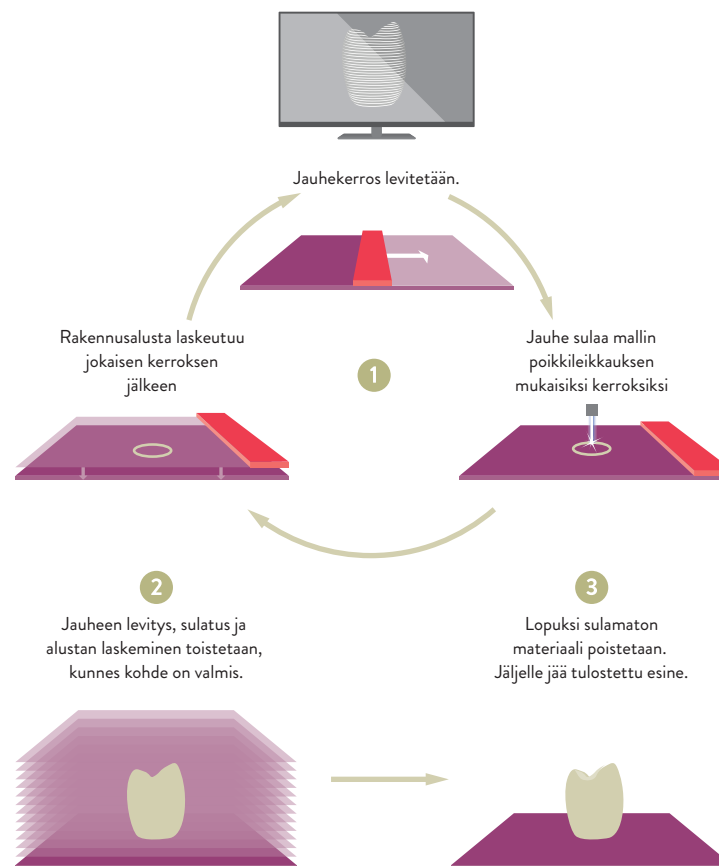 Jauhekerros levitetään.
Rakennusalusta laskeutuu
jokaisen kerroksen
jälkeen
1
Jauhe sulaa mallin
poikkileikkauksen
mukaisiksi kerroksiksi
2
Jauheen levitys, sulatus ja
alustan laskeminen toistetaan,
kunnes kohde on valmis.
3
Lopuksi sulamaton
materiaali poistetaan.
Jäljelle jää tulostettu esine.